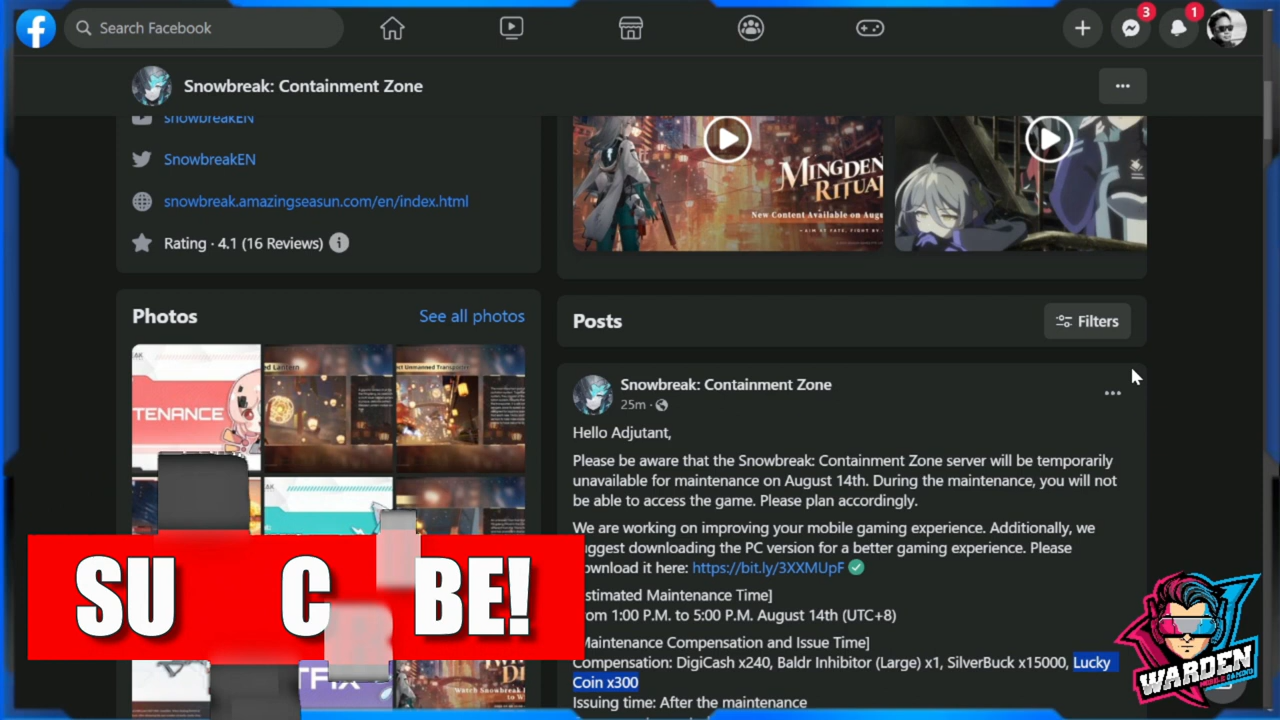 Search Facebook
3
1
Snowbreak: Containment Zone
snowbreakEN
SnowbreakEN
snowbreak.amazingseasun.com/en/index.html
Rating · 4.1 (16 Reviews)
MINGDEN
RITUAL
New Content Available on Aug
Photos
See all photos
TENANCE
Posts
Filters
Snowbreak: Containment Zone
25m
Hello Adjutant,
Please be aware that the Snowbreak: Containment Zone server will be temporarily
unavailable for maintenance on August 14th. During the maintenance, you will not
be able to access the game. Please plan accordingly.
We are working on improving your mobile gaming experience. Additionally, we
uggest downloading the PC version for a better gaming experience. Please
ownload it here: https://bit.ly/3XXMUpF
stimated Maintenance Time]
om 1:00 P.M. to 5:00 P.M. August 14th (UTC+8)
Maintenance Compensation and Issue Time]
Compensation: DigiCash x240, Baldr Inhibitor (Large) x1, SilverBuck x15000, Lucky
Coin x300
Issuing time: After the maintenance
SU C BE!
TFIX
WARDEN
MOBILE GAMING